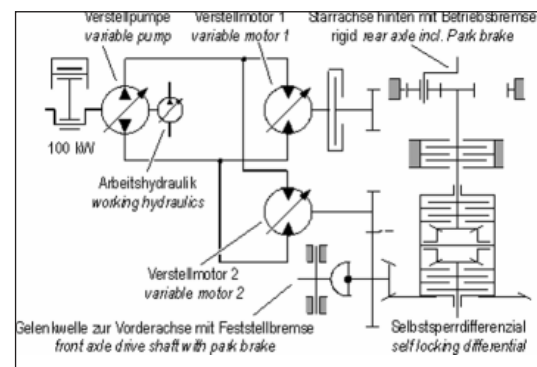 Verstellpumpe
variable pump
Verstellmotor 1
variable motor 1
Starrachse hinten mit Betriebsbremse
rigid rear axle incl. Park brake
100 kW
Arbeitshydraulik
working hydraulics
Verstellmotor 2
variable motor 2
Gelenkwelle zur Vorderachse mit Feststellbremse
front axle drive shaft with park brake
Selbstsperrdifferenzial
self locking differential